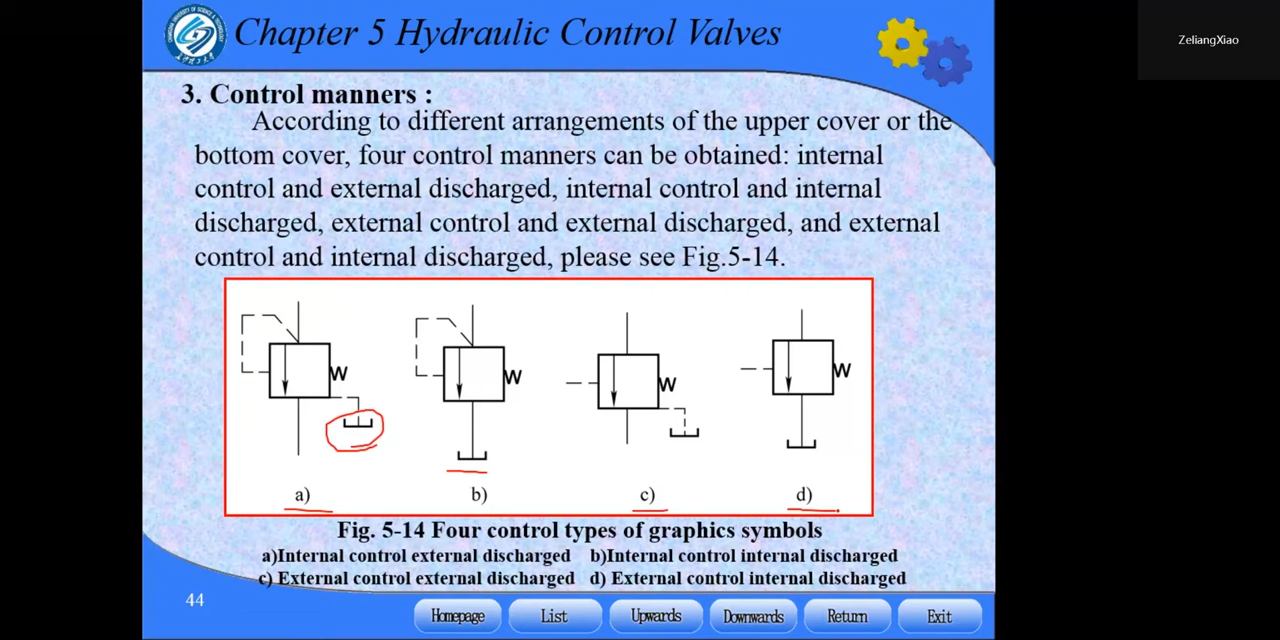 Chapter 5 Hydraulic Control Valves
ZeliangXiao
3. Control manners :
According to different arrangements of the upper cover or the
bottom cover, four control manners can be obtained: internal
control and external discharged, internal control and internal
discharged, external control and external discharged, and external
control and internal discharged, please see Fig.5-14.
W W W W
a) b) c) d)
Fig. 5-14 Four control types of graphics symbols
a)Internal control external discharged b)Internal control internal discharged
c) External control external discharged d) External control internal discharged
44
Homepage List Upwards Downwards Return Exit